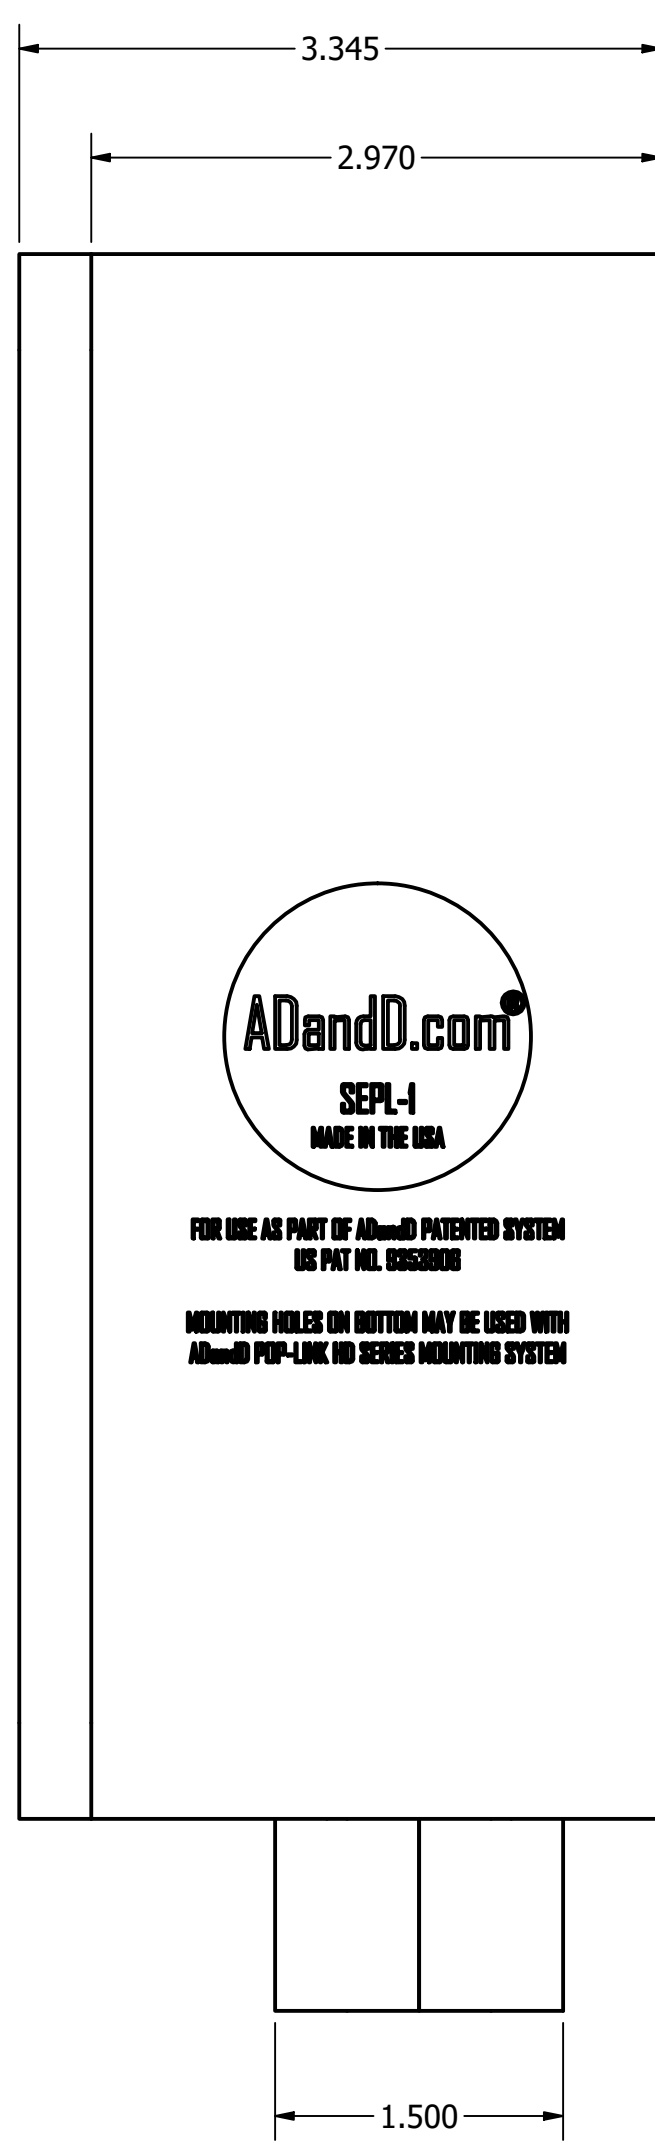 3.345
2.970
ADandD.com®
SEPL-1
MADE IN THE USA
FOR USE AS PART OF ADandD PATENTED SYSTEM
US PAT NO. 9353906
MOUNTING HOLES ON BOTTOM MAY BE USED WITH
ADandD POP-LINK HD SERIES MOUNTING SYSTEM
1.500